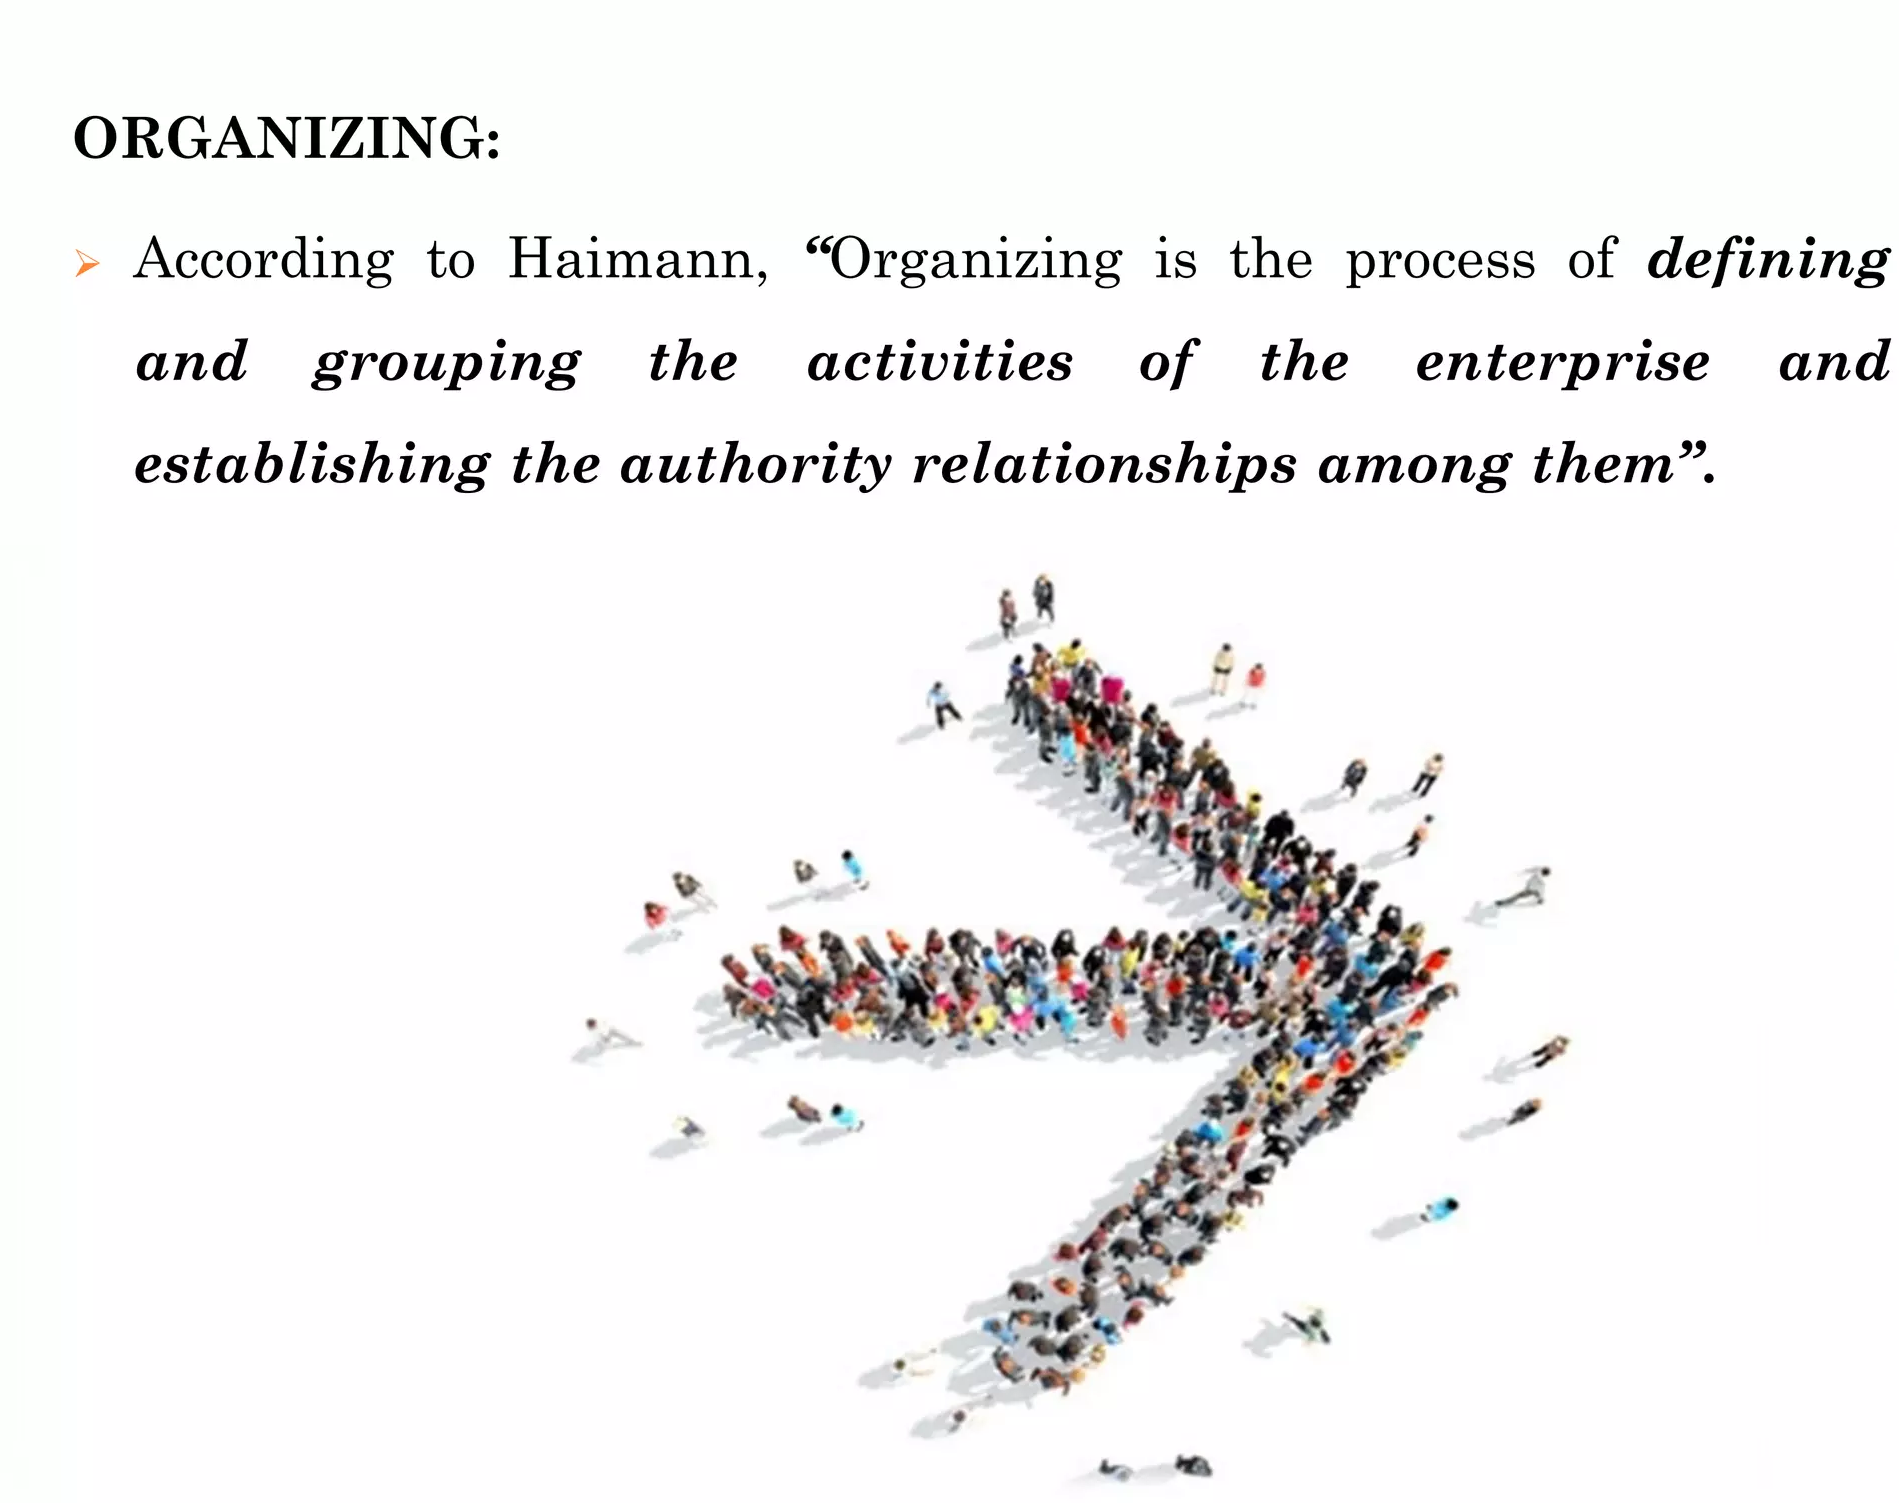 ORGANIZING:
According to Haimann, “Organizing is the process of defining
and grouping the activities of the enterprise and
establishing the authority relationships among them”.